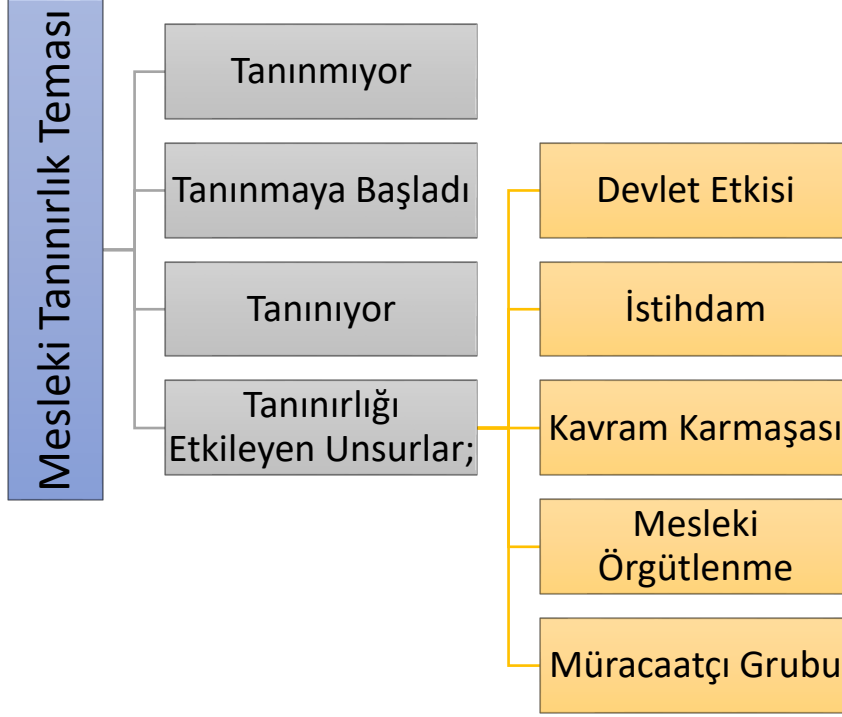 Mesleki Tanınırlık Teması
Tanınmıyor
Tanınmaya Başladı
Tanınıyor
Tanınırlığı
Etkileyen Unsurlar;
Devlet Etkisi
İstihdam
Kavram Karmaşası
Mesleki
Örgütlenme
Müracaatçı Grubu